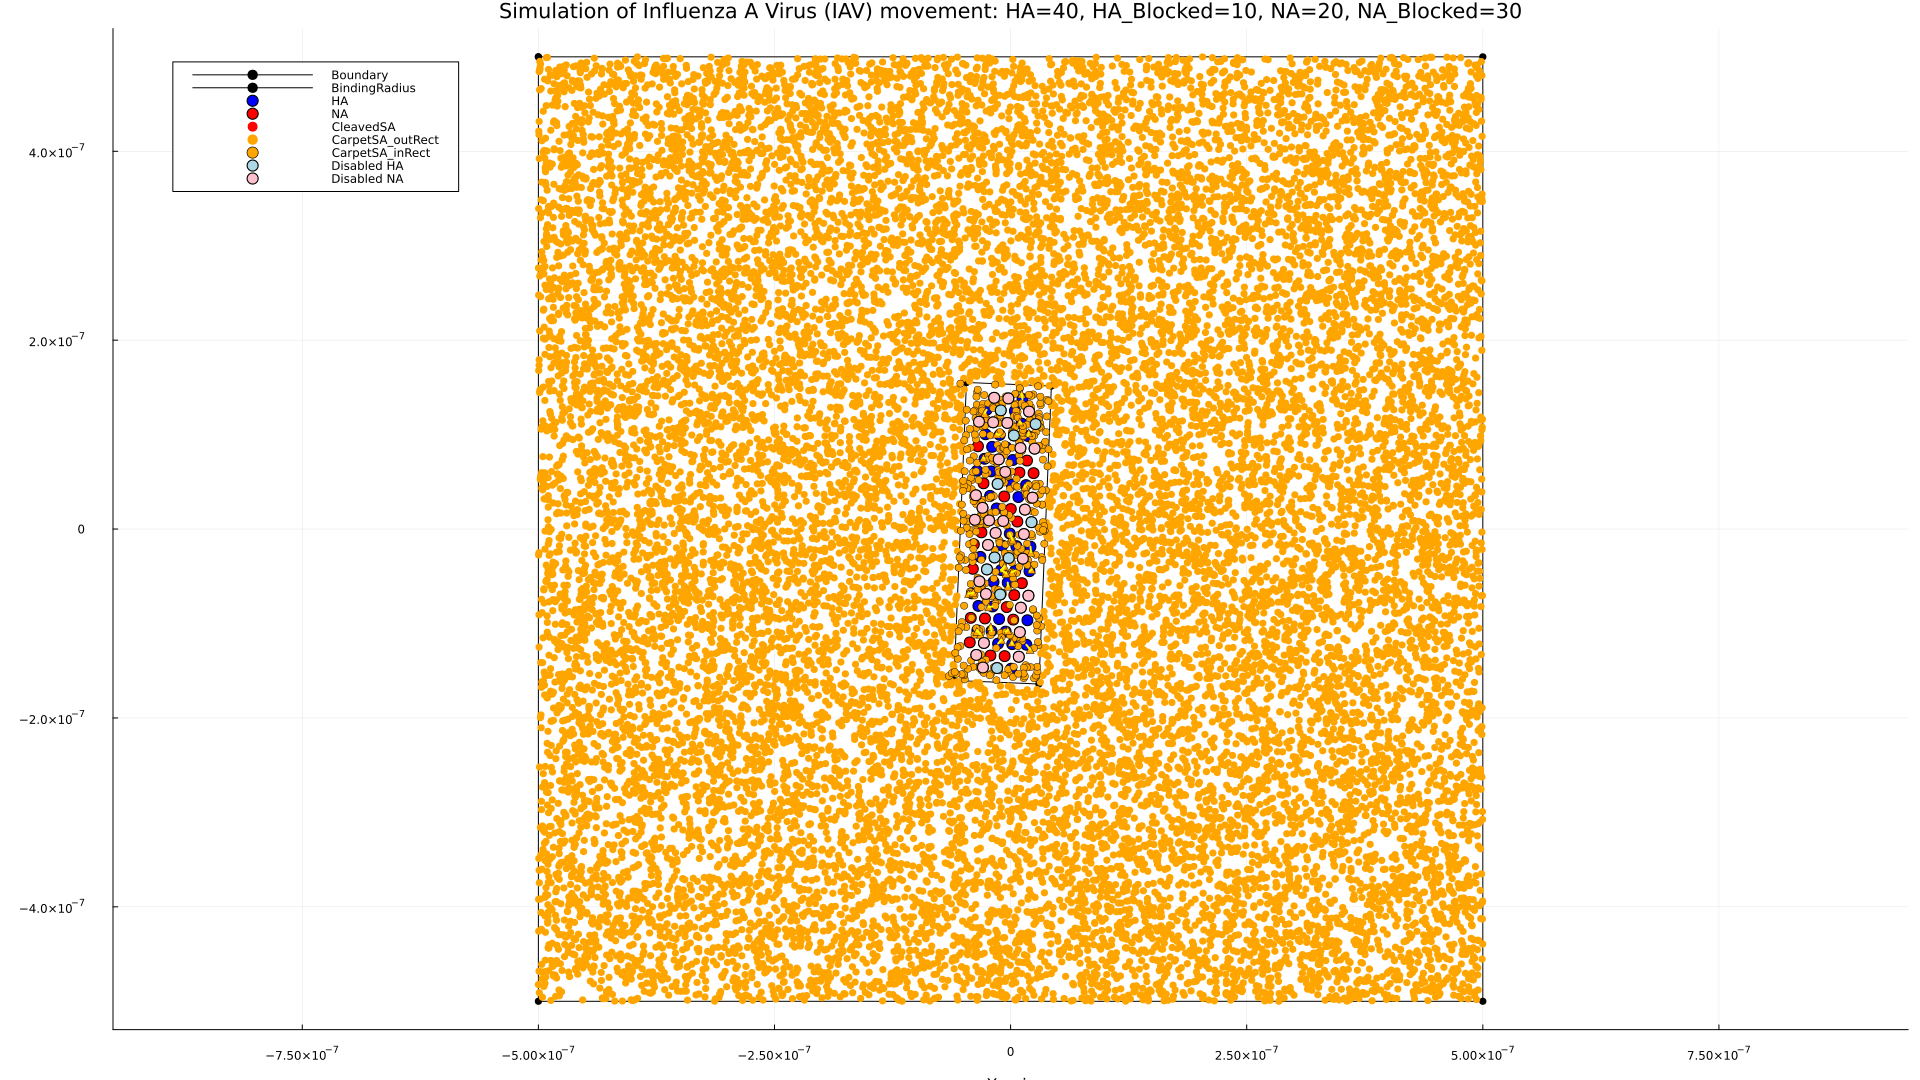 Simulation of Influenza A Virus (IAV) movement: HA=40, HA_Blocked=10, NA=20, NA_Blocked=30
Boundary
BindingRadius
HA
NA
CleavedSA
CarpetSA_outRect
CarpetSA_inRect
Disabled HA
Disabled NA
4.0×10⁻⁷
2.0×10⁻⁷
0
−2.0×10⁻⁷
−4.0×10⁻⁷
−7.50×10⁻⁷
−5.00×10⁻⁷
−2.50×10⁻⁷
0
2.50×10⁻⁷
5.00×10⁻⁷
7.50×10⁻⁷